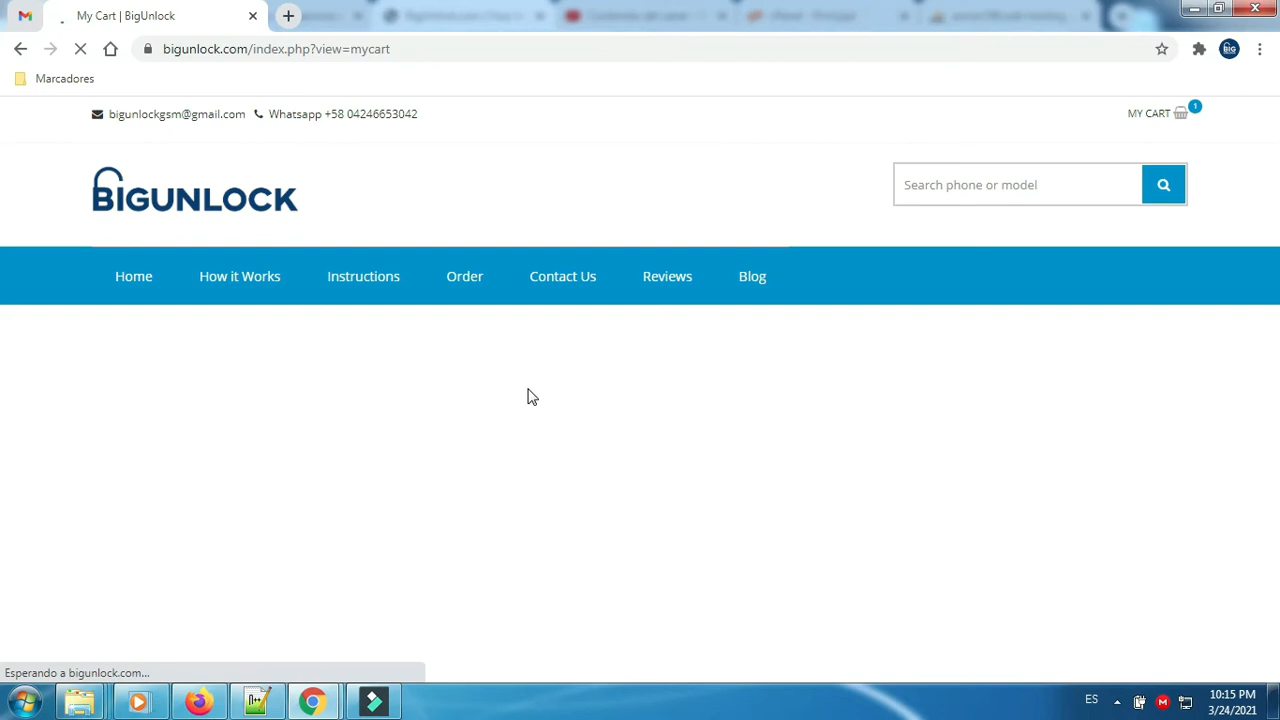 My Cart | BigUnlock
bigunlock.com/index.php?view=mycart
Marcadores
bigunlockgsm@gmail.com Whatsapp +58 04246653042
MY CART 1
BIGUNLOCK
Search phone or model
Home How it Works Instructions Order Contact Us Reviews Blog
Esperando a bigunlock.com...
ES
10:15 PM
3/24/2021